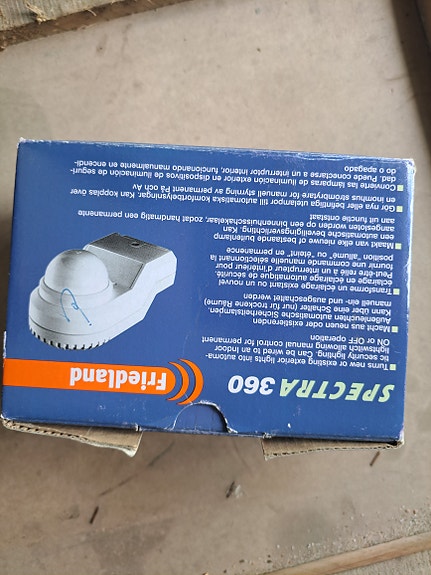 SPECTRA 360
Friedland
■ Turns new or existing exterior lights into automa-
tic security lighting. Can be wired to an indoor
lightswitch allowing manual control for permanent
ON or OFF operation
■ Macht aus neuen oder existierenden
Außenleuchten automatische Sicherheitslampen.
Kann über eine Schalter (nur für trockene Räume)
manuell ein- und ausgeschaltet werden
■ Transforme un éclairage existant ou un nouvel
éclairage en éclairage automatique de sécurité.
Peut-être relié à un interrupteur d'intérieur pour
fournir une commande manuelle sélectionnant la
position "allumé" ou "éteint" en permanence
■ Maakt van elke nieuw of bestaande buitenlamp
een automatische beveiligingsverlichting. Kan
aangesloten worden op een binnenhuisschakelaar, zodat handmatig een permanente
aan uit functie ontstaat
■ Gör nya eller befintliga utelampor till automatiska skymningsbelysningar. Kan kopplas över
en inomhus strömbrytare för manuell styrning av permanent På och Av
■ Convierte las lámparas de iluminación exterior en dispositivos de iluminación de seguri-
dad. Puede conectarse a un interruptor interior, funcionar manualmente encendi-
do o apagado